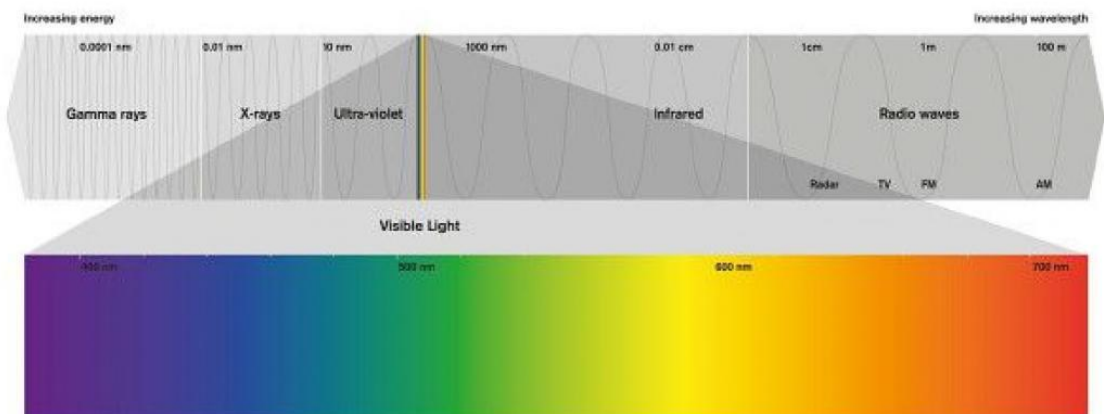 Increasing energy Increasing wavelength
0.0001 nm 0.01 nm 10 nm 1000 nm 0.01 cm 1cm 1m 100 m
Gamma rays X-rays Ultra-violet Infrared Radio waves
Radar TV FM AM
Visible Light
400 nm 500 nm 600 nm 700 nm